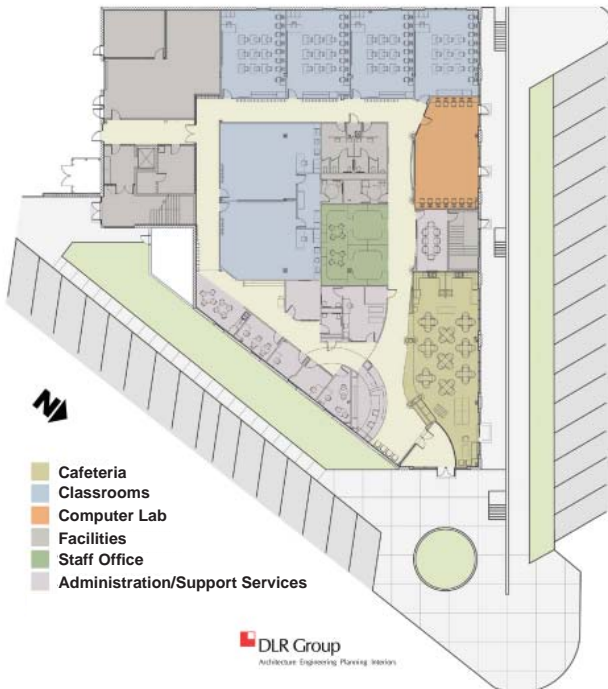 N
Cafeteria
Classrooms
Computer Lab
Facilities
Staff Office
Administration/Support Services
DLR Group
Architecture Engineering Planning Interiors